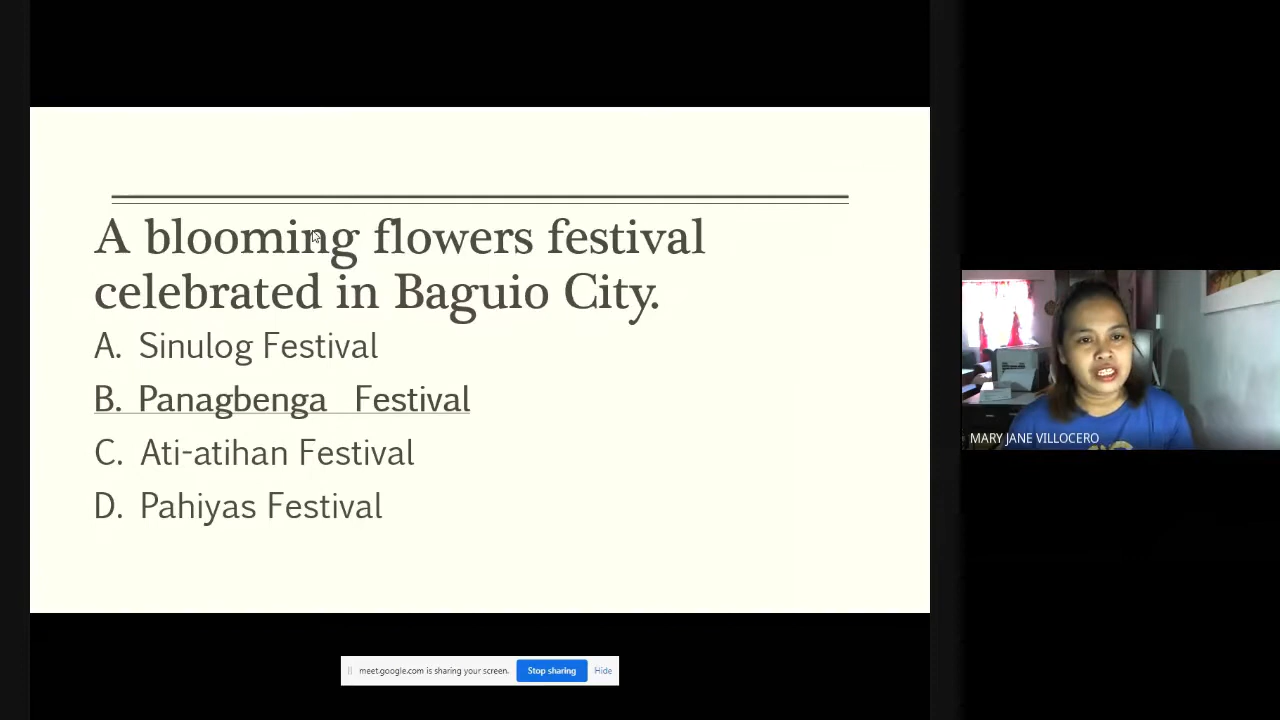 A blooming flowers festival
celebrated in Baguio City.
A. Sinulog Festival
B. Panagbenga Festival
C. Ati-atihan Festival
D. Pahiyas Festival
MARY JANE VILLOCERO
meet.google.com is sharing your screen. Stop sharing Hide